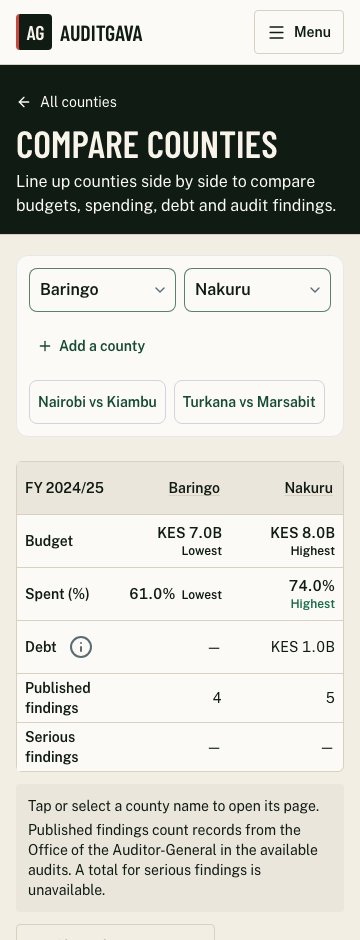 AG AUDITGAVA
Menu
All counties
COMPARE COUNTIES
Line up counties side by side to compare
budgets, spending, debt and audit findings.
Baringo
Nakuru
+ Add a county
Nairobi vs Kiambu
Turkana vs Marsabit
FY 2024/25 Baringo Nakuru
Budget KES 7.0B Lowest KES 8.0B Highest
Spent (%) 61.0% Lowest 74.0% Highest
Debt — KES 1.0B
Published findings 4 5
Serious findings — —
Tap or select a county name to open its page.
Published findings count records from the
Office of the Auditor-General in the available
audits. A total for serious findings is
unavailable.